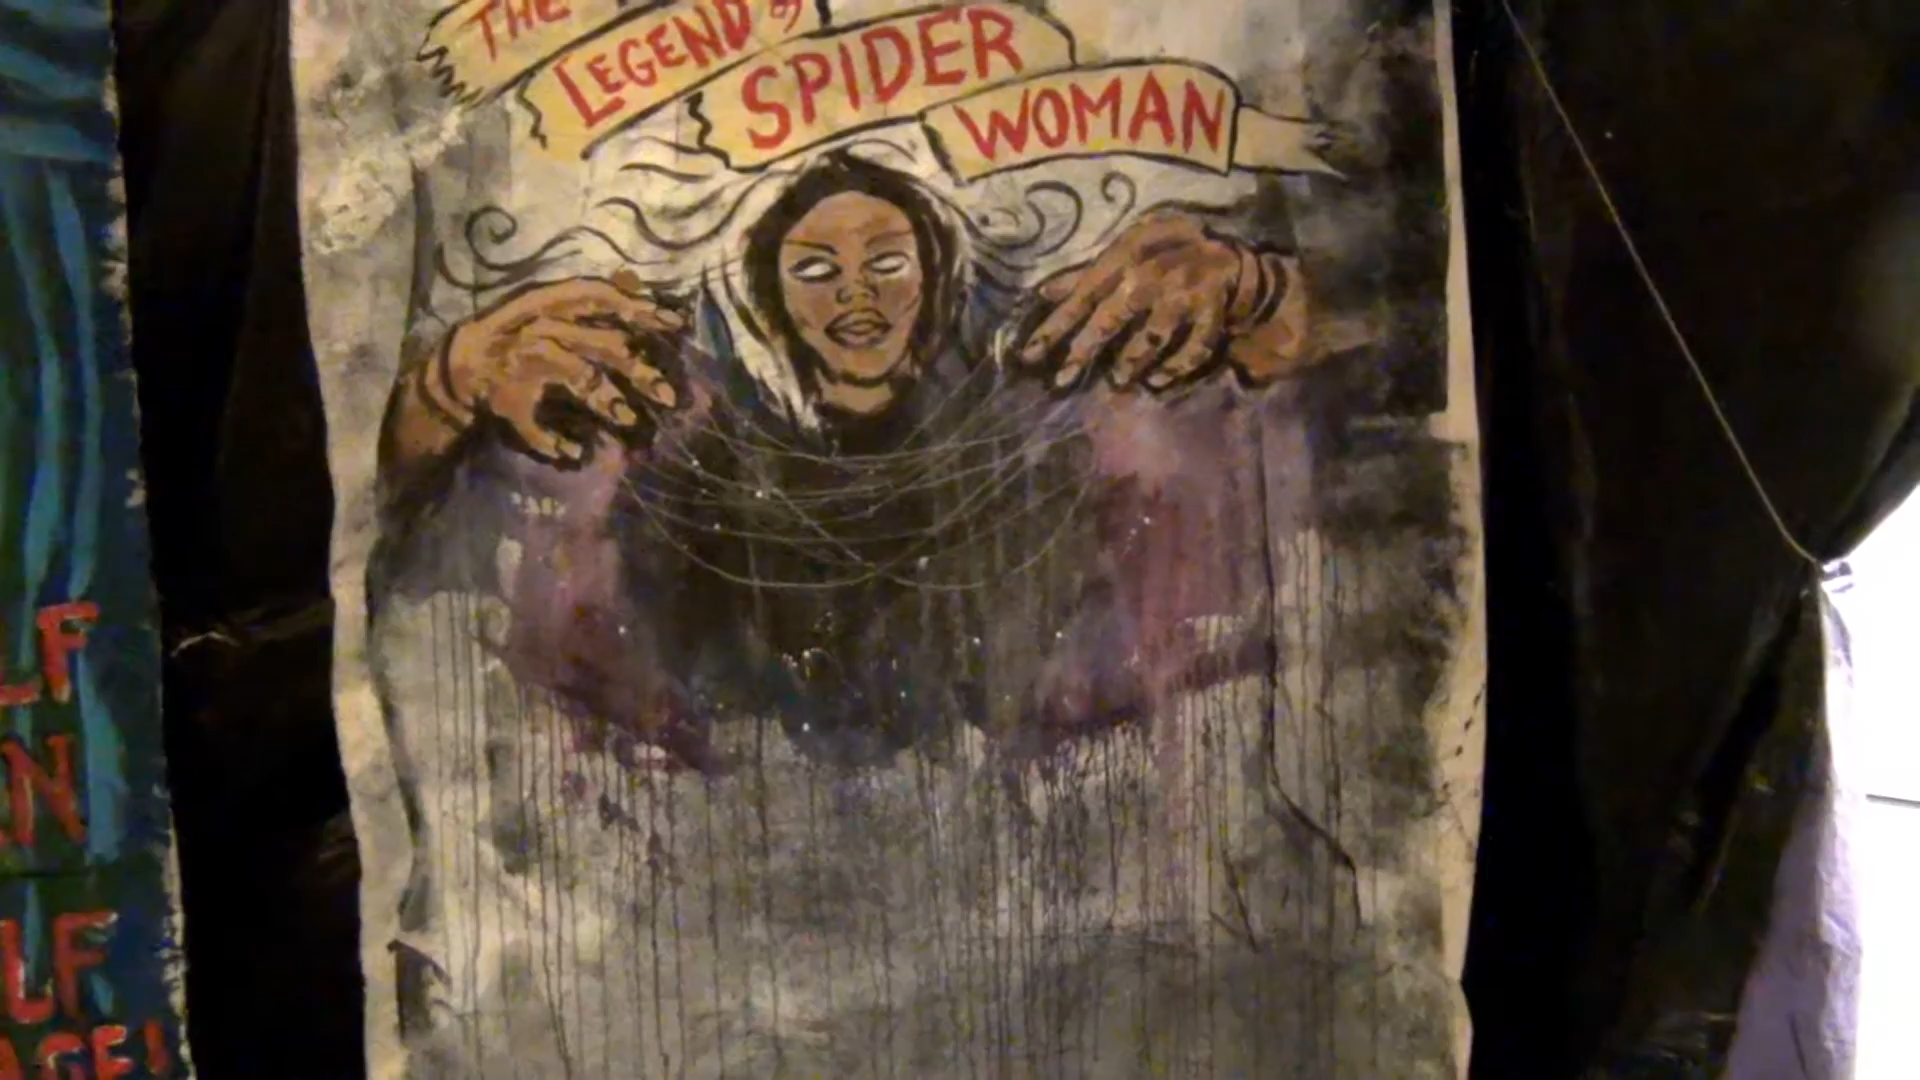 THE
LEGEND of
SPIDER
WOMAN
LF
N
LF
AGE!